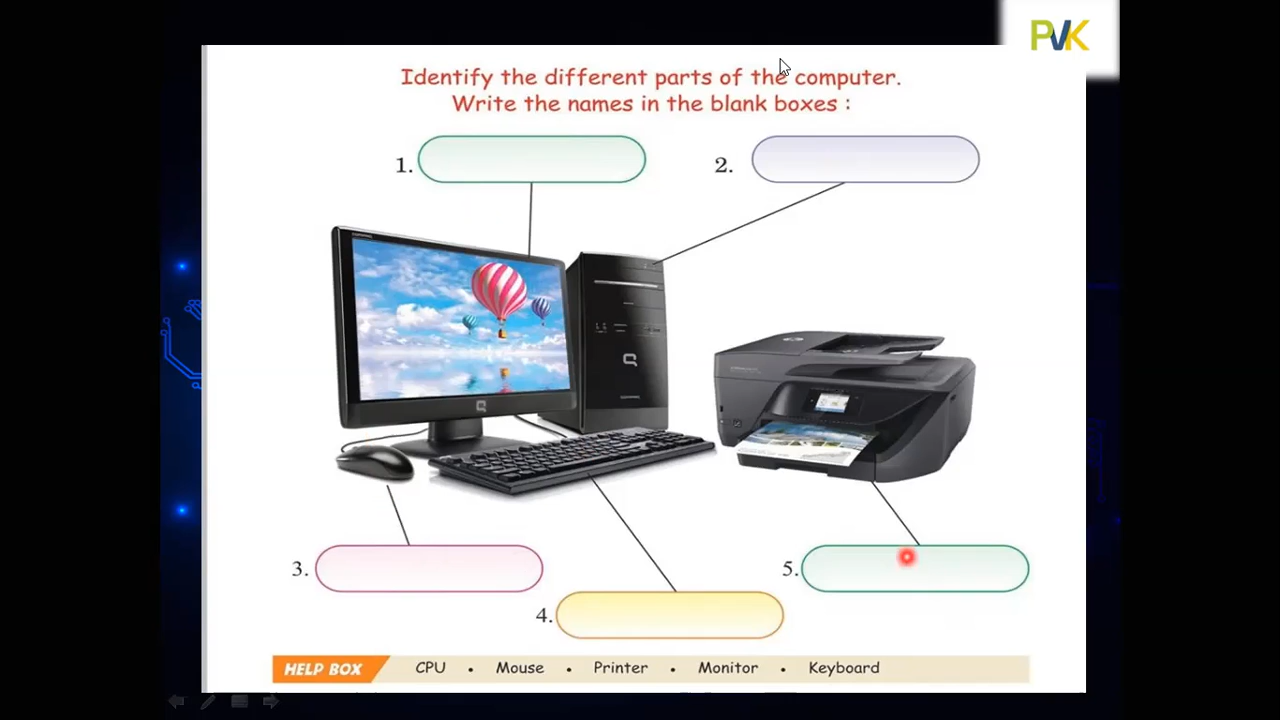 PVK
Identify the different parts of the computer.
Write the names in the blank boxes :
1.
2.
3.
4.
5.
HELP BOX CPU • Mouse • Printer • Monitor • Keyboard